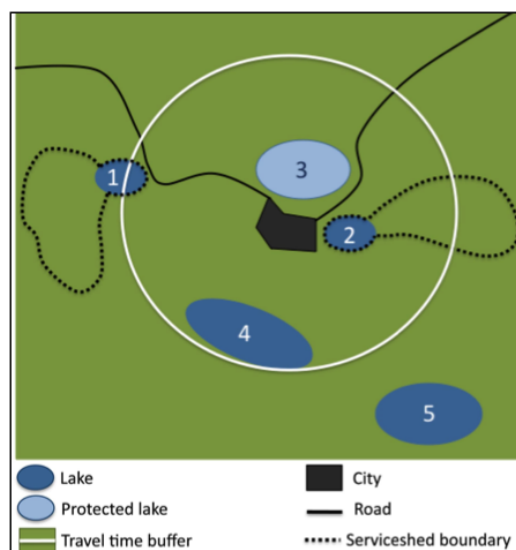 3
1
2
4
5
Lake
City
Protected lake
Road
Travel time buffer
Serviceshed boundary